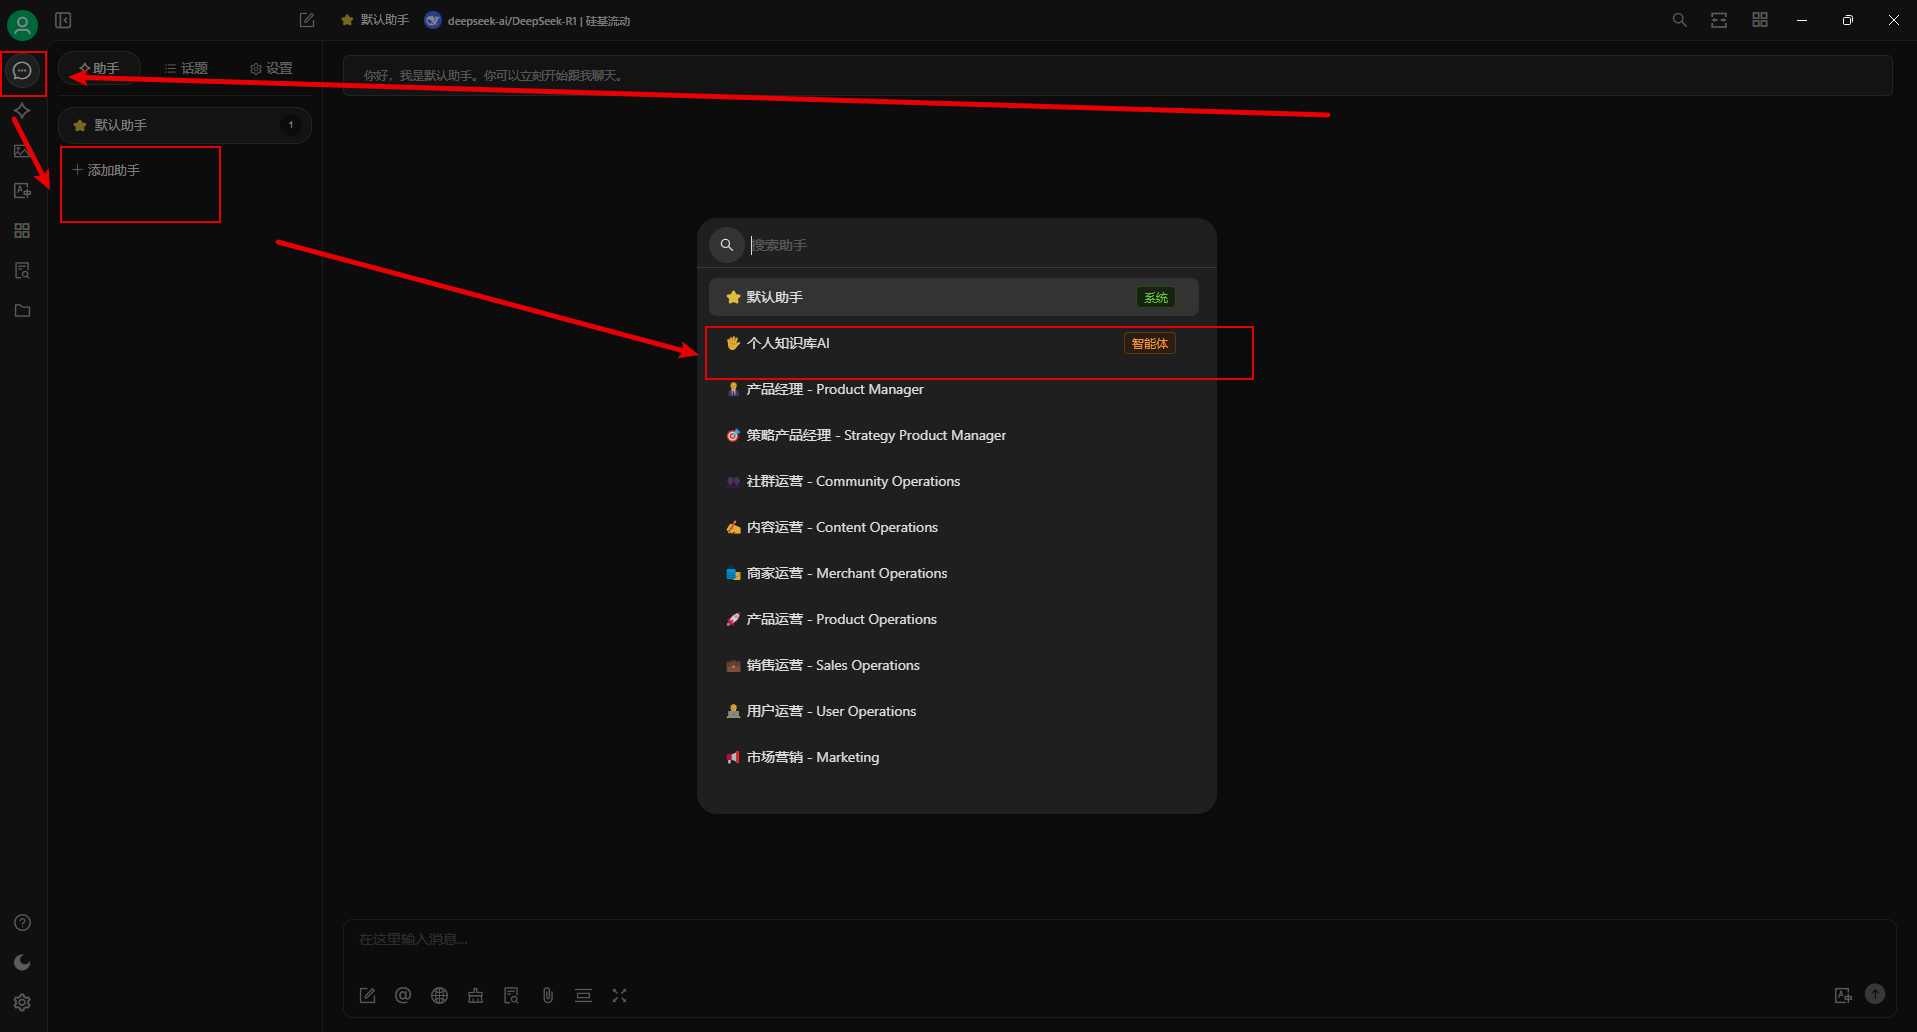 默认助手 deepseek-ai/DeepSeek-R1 | 硅基流动
助手 话题 设置
你好，我是默认助手。你可以立刻开始跟我聊天。
默认助手 1
添加助手
搜索助手
默认助手 系统
个人知识库AI 智能体
产品经理 - Product Manager
策略产品经理 - Strategy Product Manager
社群运营 - Community Operations
内容运营 - Content Operations
商家运营 - Merchant Operations
产品运营 - Product Operations
销售运营 - Sales Operations
用户运营 - User Operations
市场营销 - Marketing
在这里输入消息...